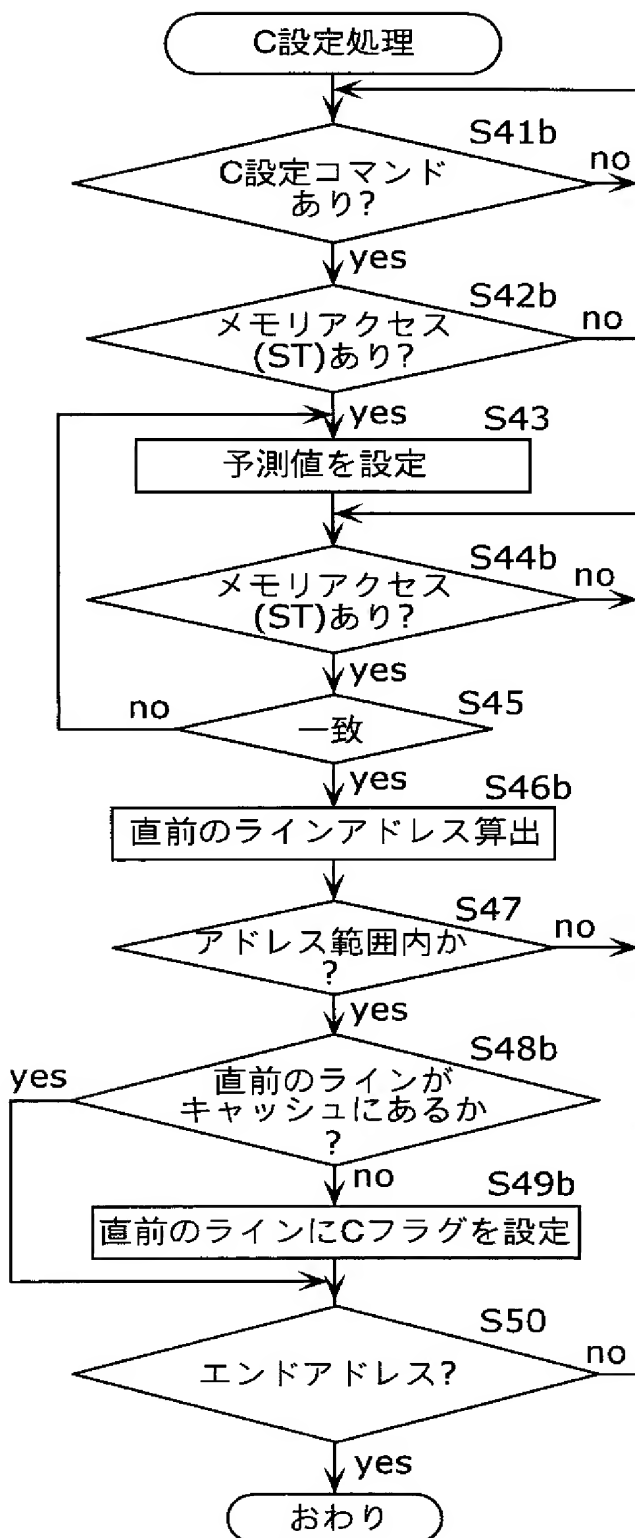 C設定処理
S41b
C設定コマンド
あり?
no
yes
S42b
メモリアクセス
(ST)あり?
no
yes
S43
予測値を設定
S44b
メモリアクセス
(ST)あり?
no
yes
S45
no
一致
yes
S46b
直前のラインアドレス算出
S47
アドレス範囲内か
?
no
yes
S48b
yes
直前のラインが
キャッシュにあるか
?
no
S49b
直前のラインにCフラグを設定
S50
エンドアドレス?
no
yes
おわり